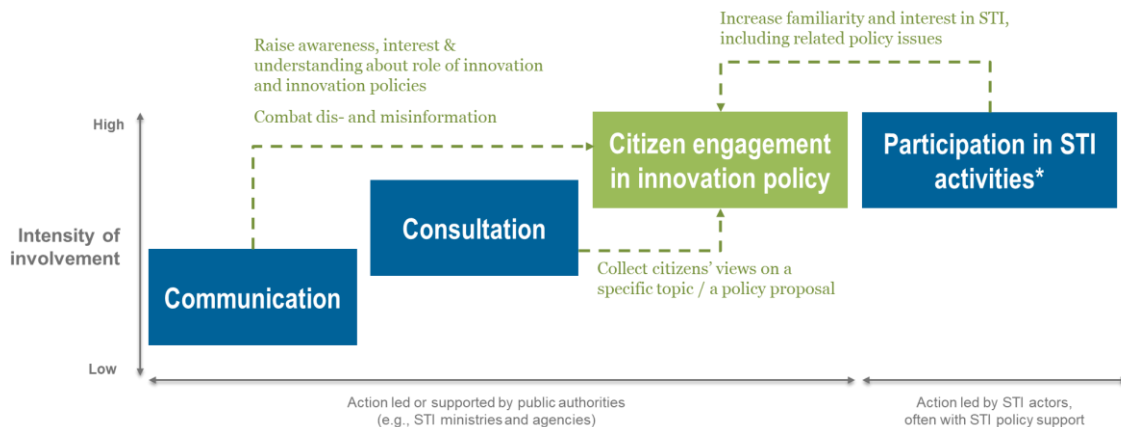 Increase familiarity and interest in STI,
including related policy issues
Raise awareness, interest &
understanding about role of innovation
and innovation policies
Combat dis- and misinformation
High
Citizen engagement
in innovation policy
Participation in STI
activities*
Consultation
Intensity of
involvement
Communication
Collect citizens' views on a
specific topic / a policy proposal
Low
Action led or supported by public authorities
(e.g., STI ministries and agencies)
Action led by STI actors,
often with STI policy support